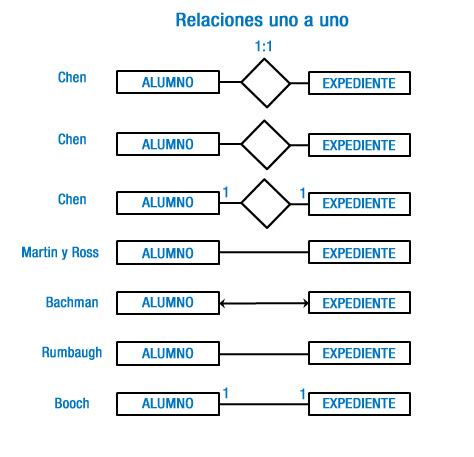 Relaciones uno a uno
1:1
Chen ALUMNO EXPEDIENTE
Chen ALUMNO EXPEDIENTE
Chen ALUMNO 1 1 EXPEDIENTE
Martin y Ross ALUMNO EXPEDIENTE
Bachman ALUMNO EXPEDIENTE
Rumbaugh ALUMNO EXPEDIENTE
Booch ALUMNO 1 1 EXPEDIENTE